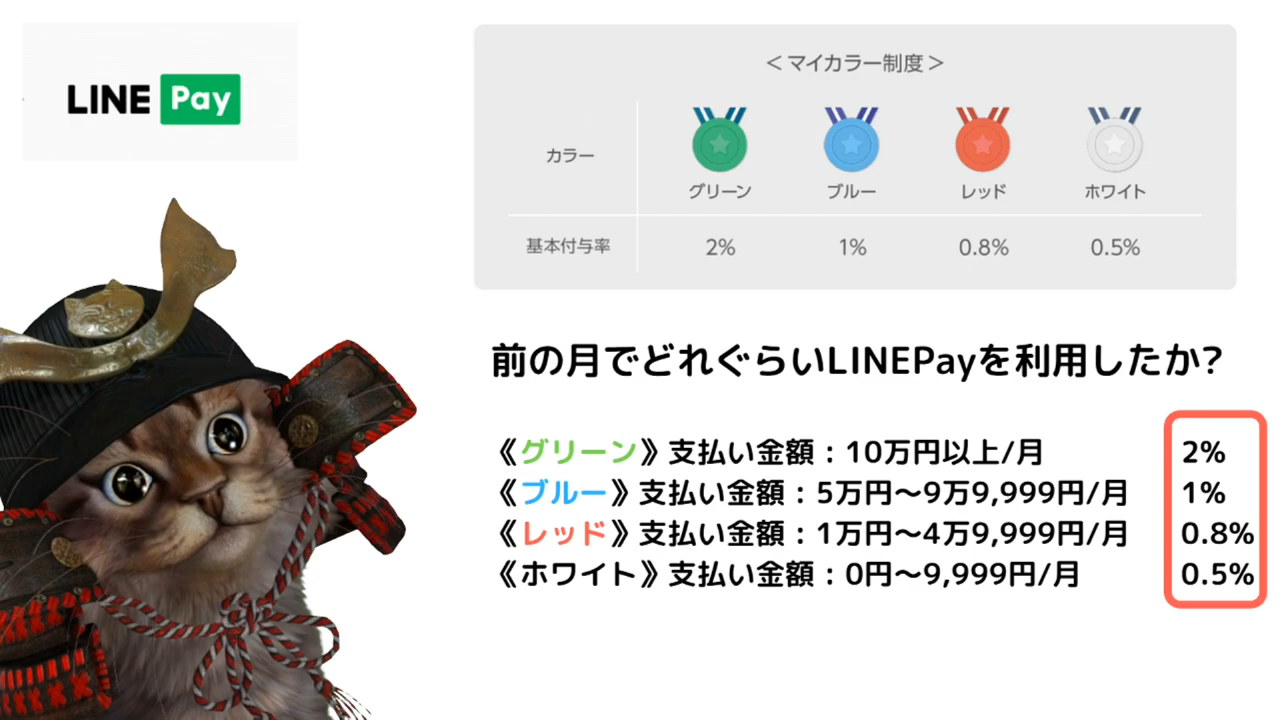 LINE Pay
＜マイカラー制度＞
カラー
グリーン ブルー レッド ホワイト
基本付与率 2% 1% 0.8% 0.5%
前の月でどれぐらいLINEPayを利用したか?
《グリーン》支払い金額：10万円以上/月 2%
《ブルー》支払い金額：5万円〜9万9,999円/月 1%
《レッド》支払い金額：1万円〜4万9,999円/月 0.8%
《ホワイト》支払い金額：0円〜9,999円/月 0.5%